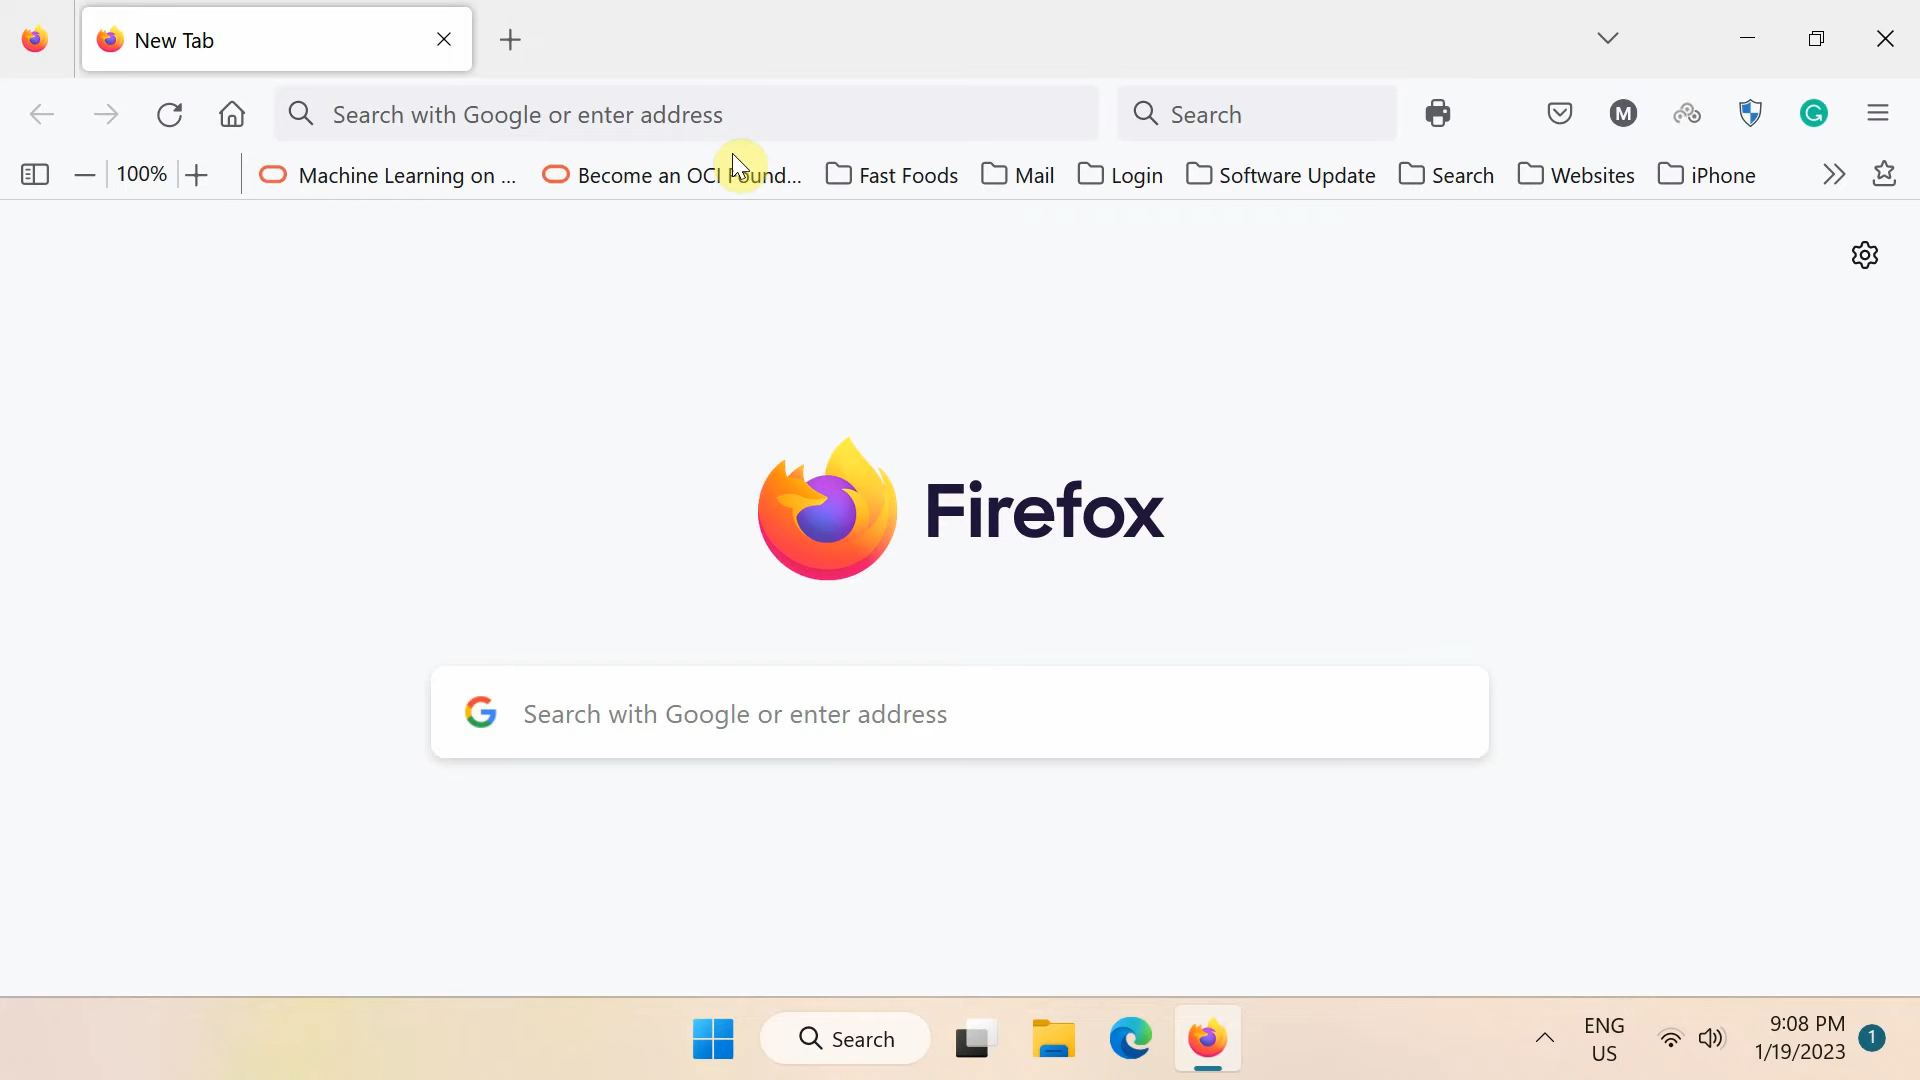 New Tab
Search with Google or enter address
Search
M
G
100%
Machine Learning on ...
Become an OCI Found...
Fast Foods
Mail
Login
Software Update
Search
Websites
iPhone
Firefox
G Search with Google or enter address
Search
ENG
US
9:08 PM
1/19/2023
1